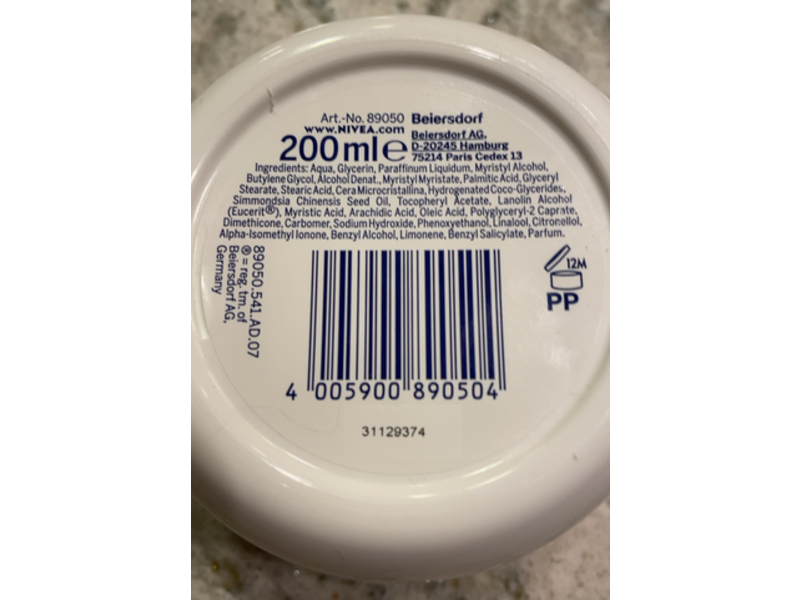 Art.-No. 89050 Beiersdorf
www.NIVEA.com Beiersdorf AG,
200 ml e D-20245 Hamburg
75214 Paris Cedex 13
Ingredients: Aqua, Glycerin, Paraffinum Liquidum, Myristyl Alcohol,
Butylene Glycol, Alcohol Denat., Myristyl Myristate, Palmitic Acid, Glyceryl
Stearate, Stearic Acid, Cera Microcristallina, Hydrogenated Coco-Glycerides,
Simmondsia Chinensis Seed Oil, Tocopheryl Acetate, Lanolin Alcohol
(Eucerit®), Myristic Acid, Arachidic Acid, Oleic Acid, Polyglyceryl-2 Caprate,
Dimethicone, Carbomer, Sodium Hydroxide, Phenoxyethanol, Linalool, Citronellol,
Alpha-Isomethyl Ionone, Benzyl Alcohol, Limonene, Benzyl Salicylate, Parfum.
89050.541.AD.07
® = reg. tm. of
Beiersdorf AG,
Germany
12M
PP
4 005900 890504
31129374